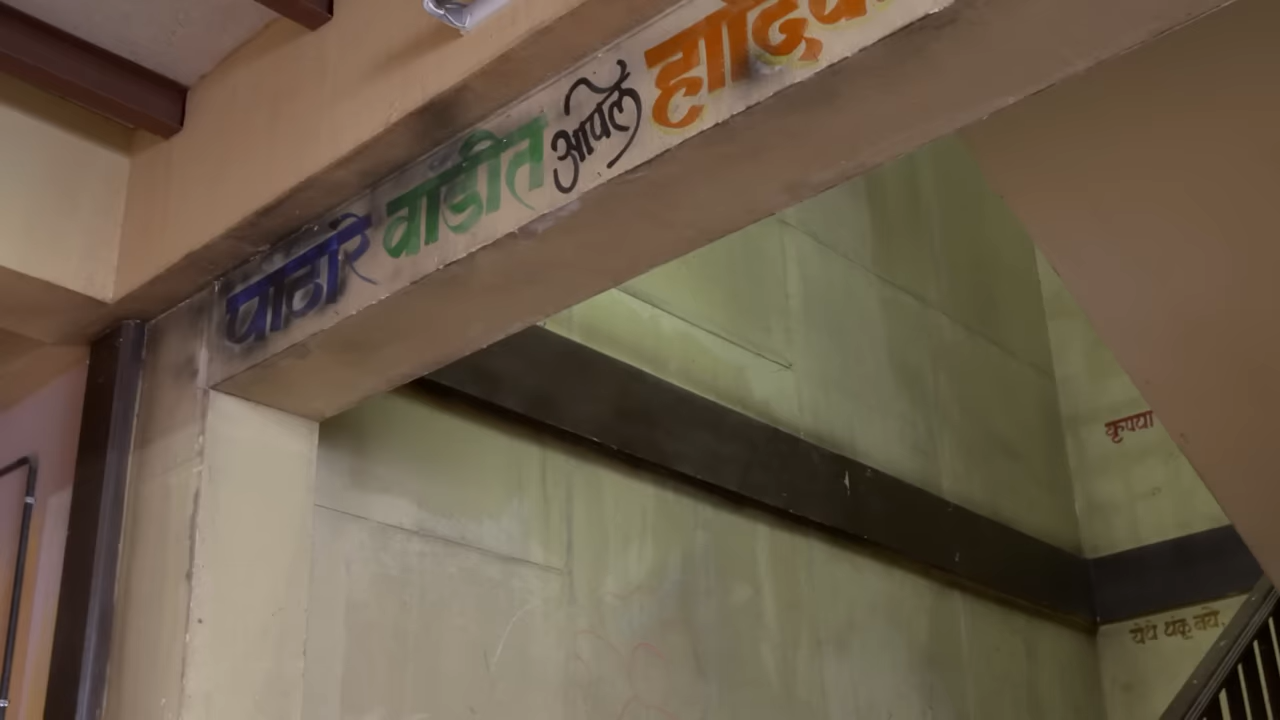 पाठारे वाडीत आपले हार्दिक
कृपया
येथे थंकू नये.